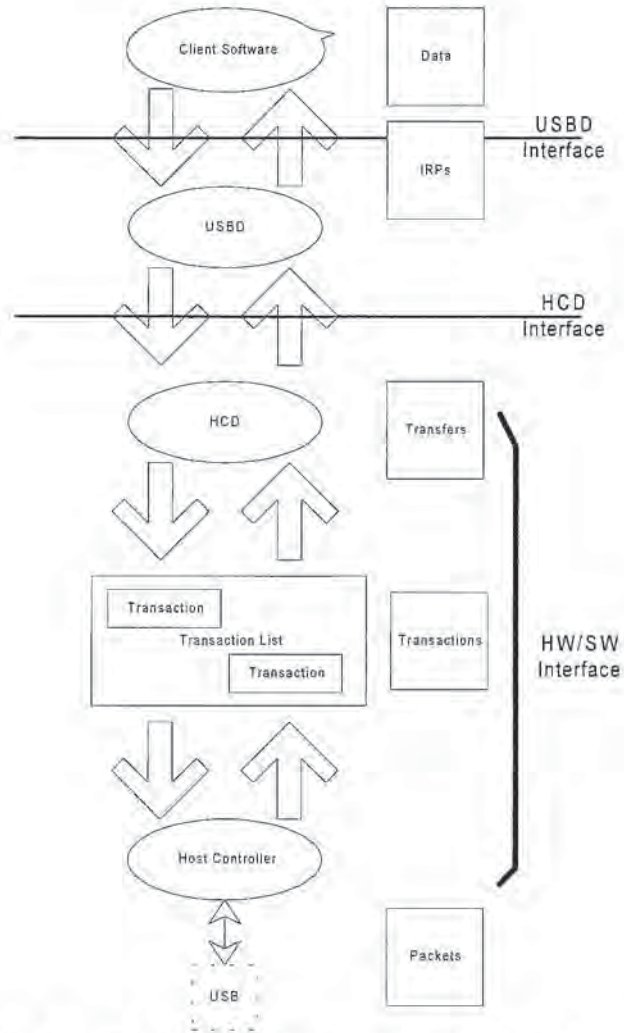 Client Software
Data
USBD
Interface
IRPs
USBD
HCD
Interface
HCD
Transfers
Transaction
Transaction List
Transaction
Transactions
HW/SW
Interface
Host Controller
Packets
USB